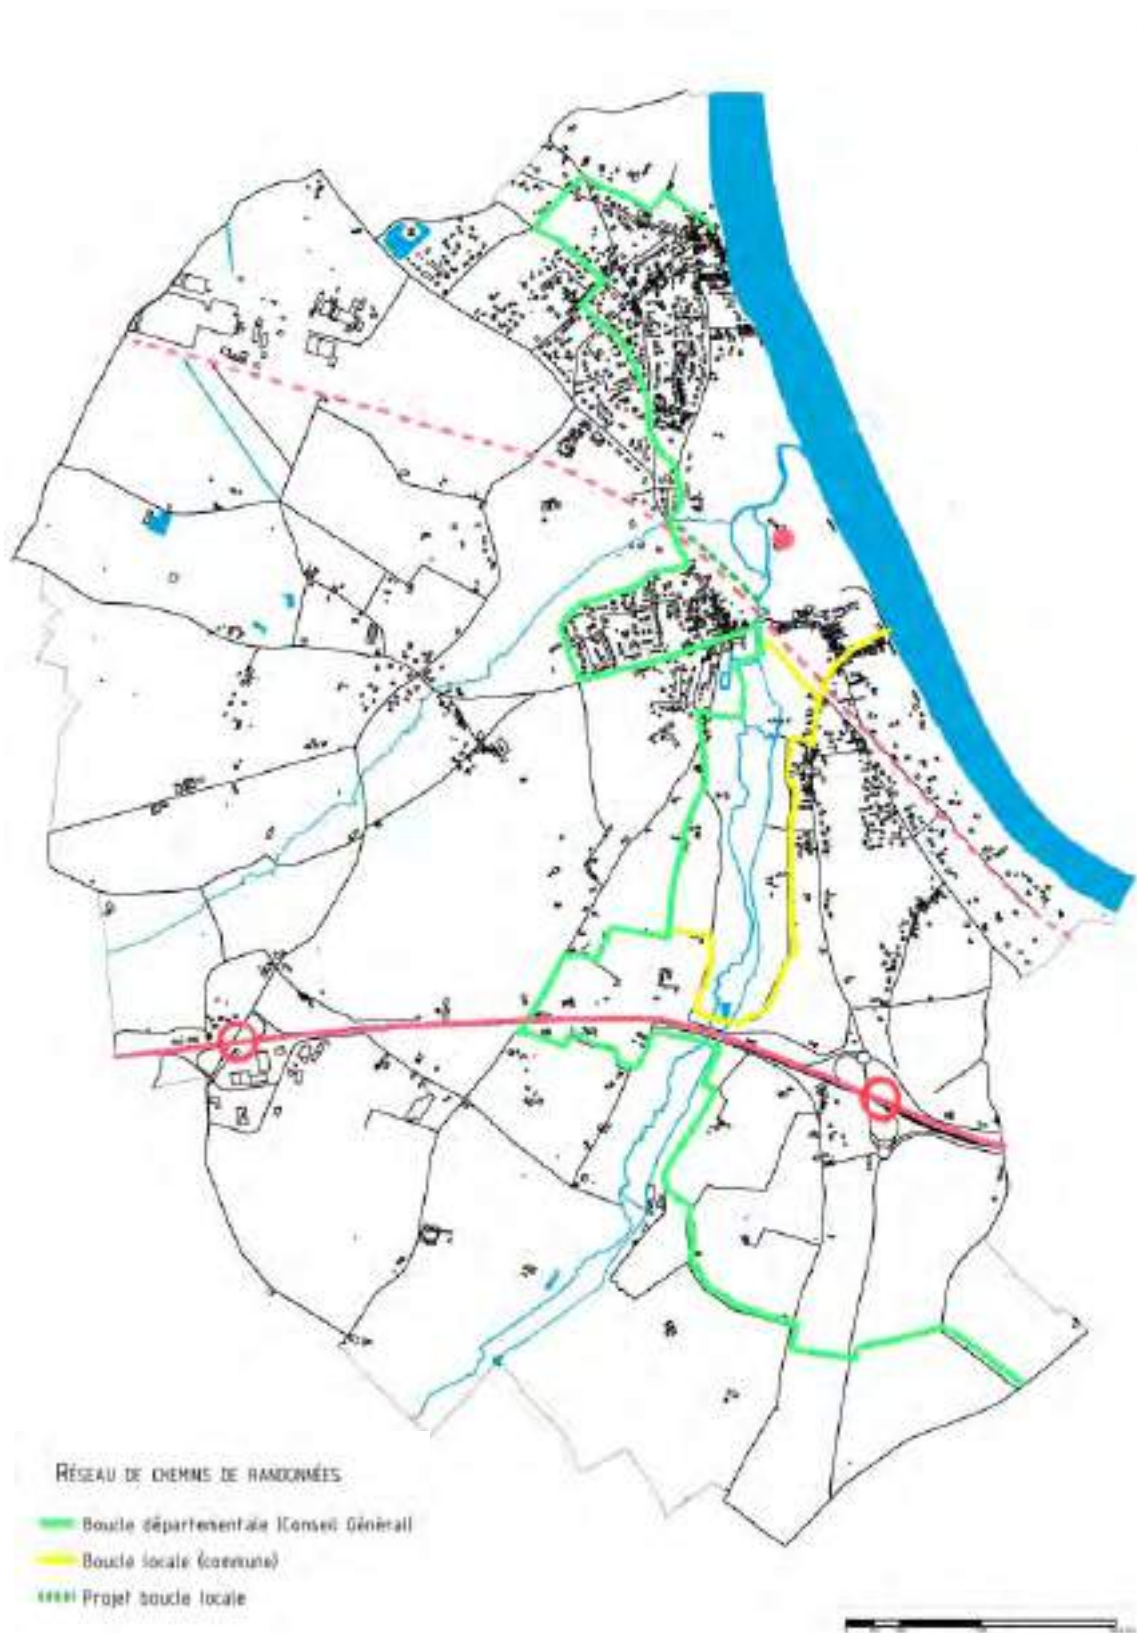 RÉSEAU DE CHEMINS DE RANDONNÉES
Boucle départementale (Conseil Général)
Boucle locale (commune)
Projet boucle locale